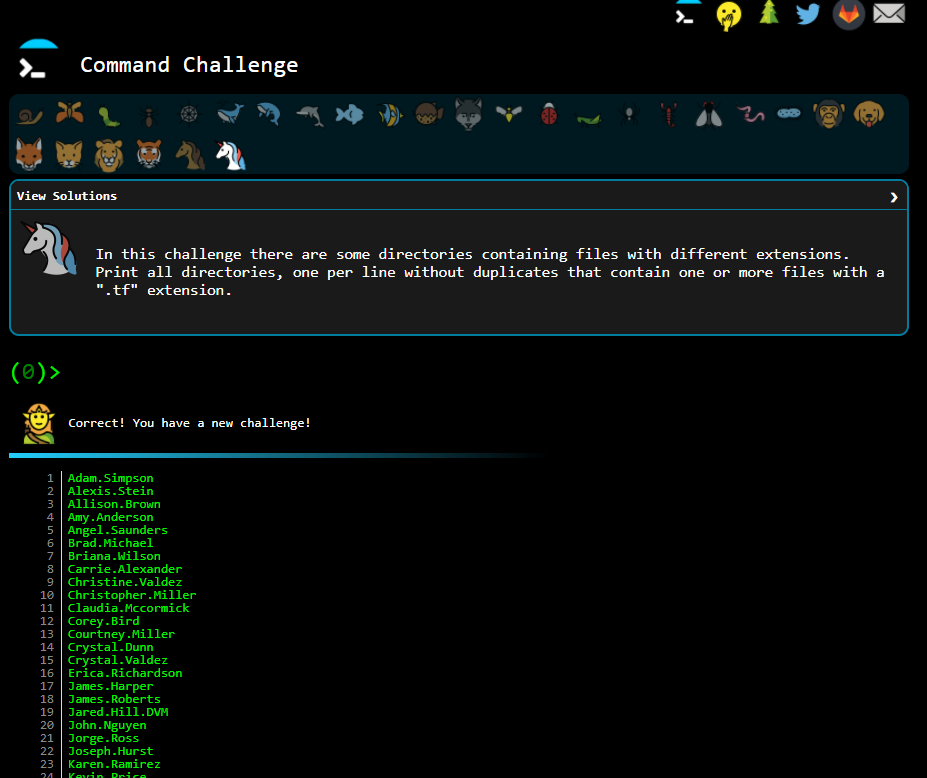 Command Challenge
View Solutions
In this challenge there are some directories containing files with different extensions.
Print all directories, one per line without duplicates that contain one or more files with a
".tf" extension.
(0)>
Correct! You have a new challenge!
1 Adam.Simpson
2 Alexis.Stein
3 Allison.Brown
4 Amy.Anderson
5 Angel.Saunders
6 Brad.Michael
7 Briana.Wilson
8 Carrie.Alexander
9 Christine.Valdez
10 Christopher.Miller
11 Claudia.Mccormick
12 Corey.Bird
13 Courtney.Miller
14 Crystal.Dunn
15 Crystal.Valdez
16 Erica.Richardson
17 James.Harper
18 James.Roberts
19 Jared.Hill.DVM
20 John.Nguyen
21 Jorge.Ross
22 Joseph.Hurst
23 Karen.Ramirez
24 Kevin.Price